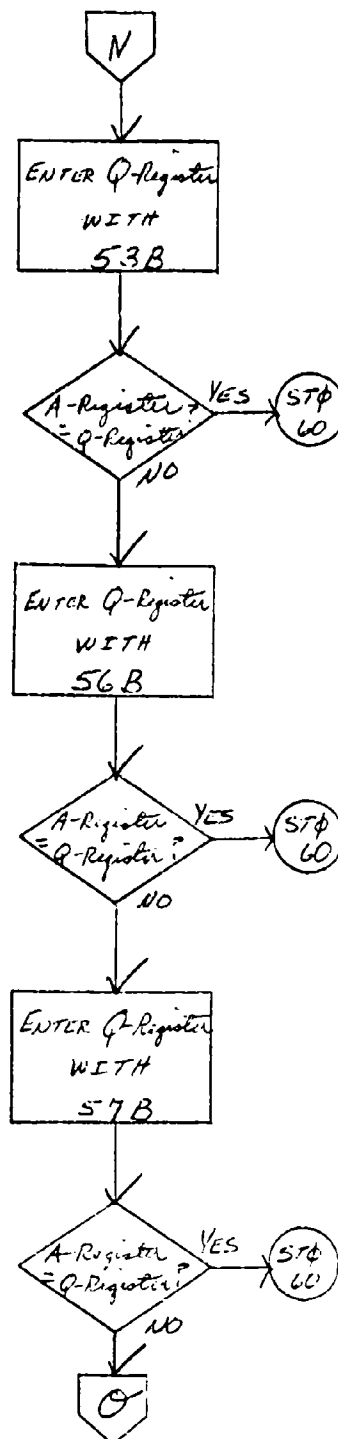 N
ENTER Q-Register
WITH
53B
A-Register
= Q-Register?
YES
STΦ
60
NO
ENTER Q-Register
WITH
56B
A-Register
= Q-Register?
YES
STΦ
60
NO
ENTER Q-Register
WITH
57B
A-Register
= Q-Register?
YES
STΦ
60
NO
O